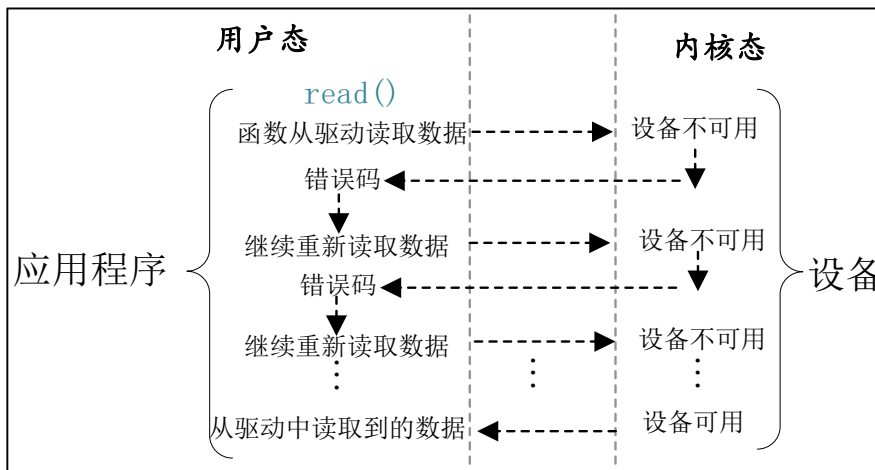 用户态
内核态
read()
函数从驱动读取数据
设备不可用
错误码
继续重新读取数据
设备不可用
应用程序
设备
错误码
继续重新读取数据
设备不可用
从驱动中读取到的数据
设备可用